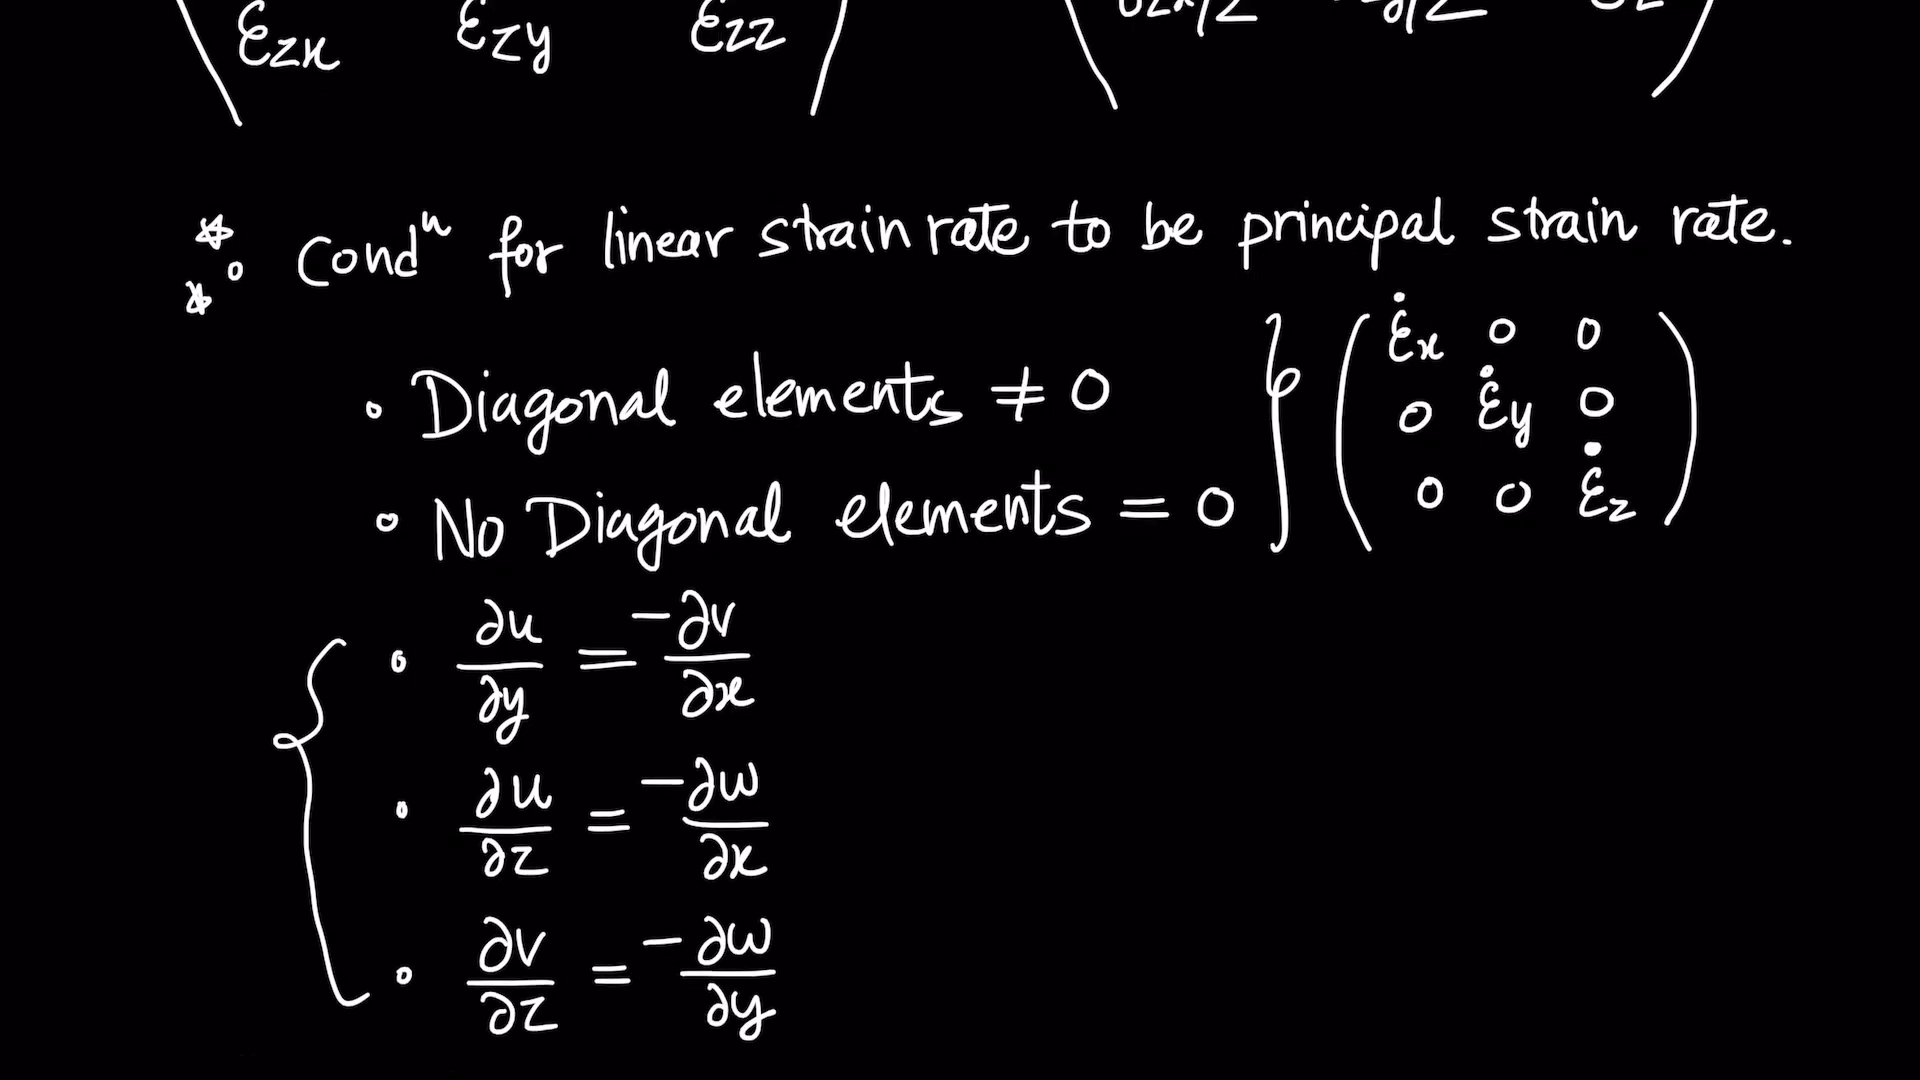 εzx εzy εzz
Condⁿ for linear strain rate to be principal strain rate.
• Diagonal elements ≠ 0
• No Diagonal elements = 0
ε̇x 0 0
0 ε̇y 0
0 0 ε̇z
• ∂u/∂y = -∂v/∂x
• ∂u/∂z = -∂w/∂x
• ∂v/∂z = -∂w/∂y